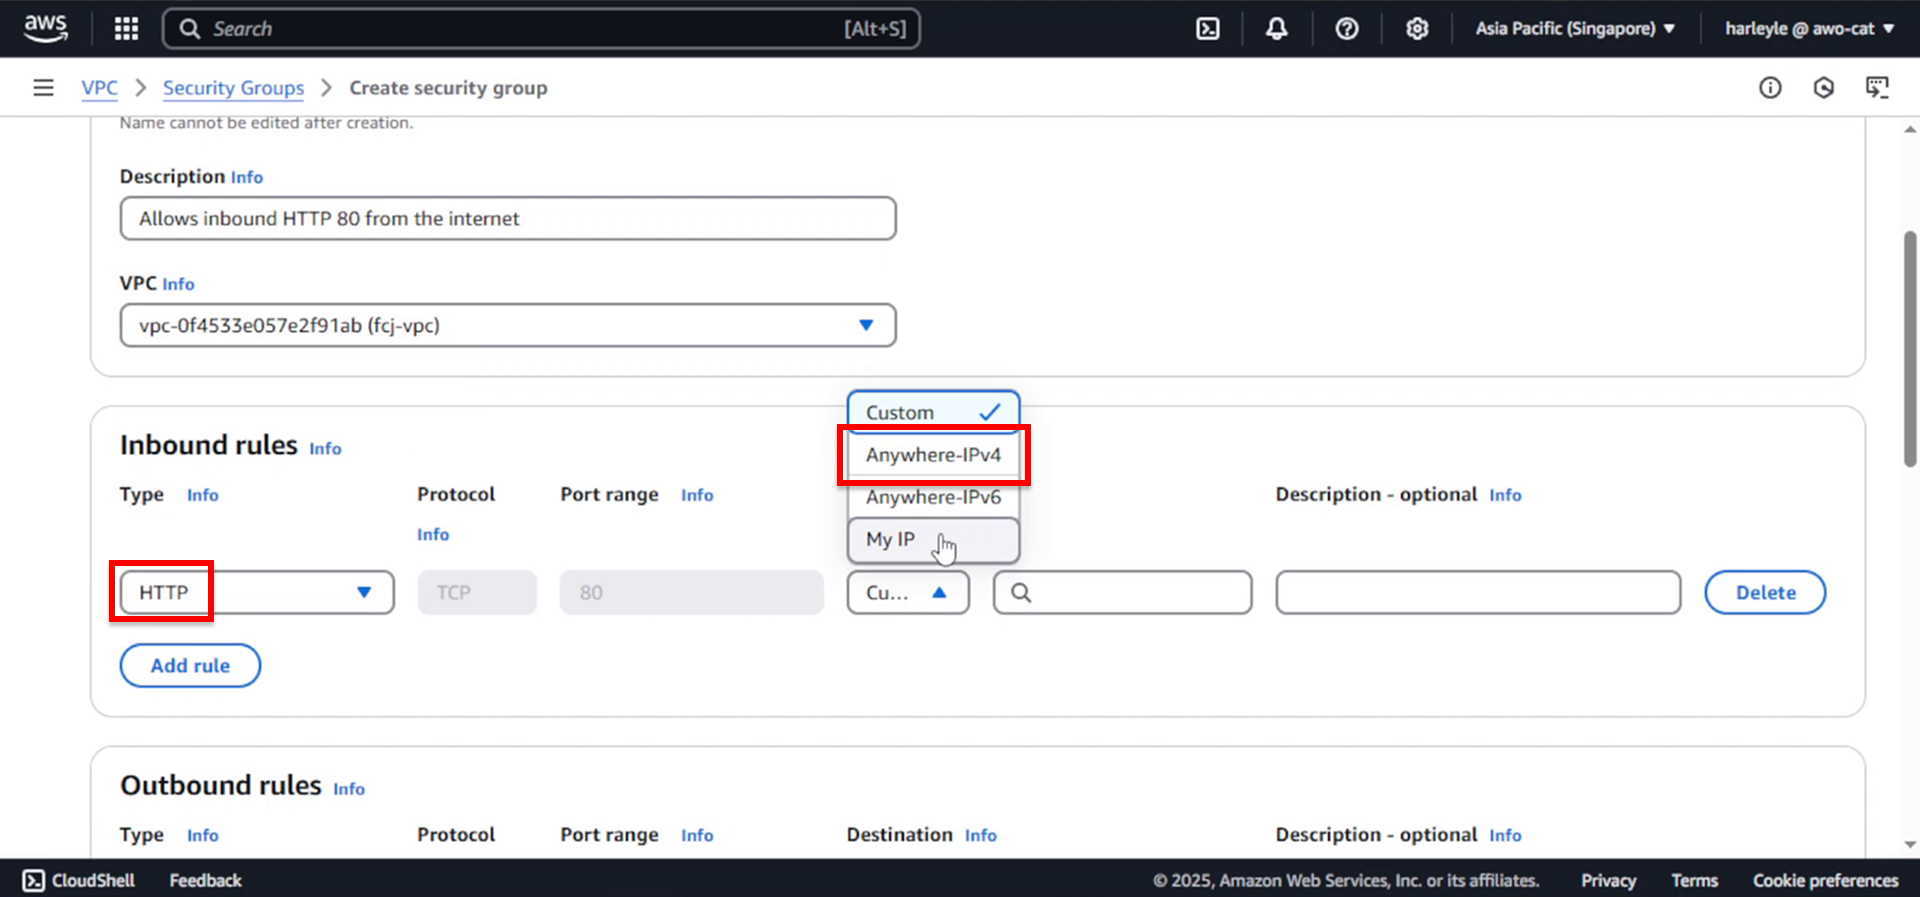 aws
Search [Alt+S]
Asia Pacific (Singapore)
harleyle @ awo-cat
VPC > Security Groups > Create security group
Name cannot be edited after creation.
Description Info
Allows inbound HTTP 80 from the internet
VPC Info
vpc-0f4533e057e2f91ab (fcj-vpc)
Inbound rules Info
Type Info
Protocol
Info
Port range Info
Custom
Anywhere-IPv4
Anywhere-IPv6
My IP
Description - optional Info
HTTP
TCP
80
Cu...
Delete
Add rule
Outbound rules Info
Type Info
Protocol
Port range Info
Destination Info
Description - optional Info
CloudShell
Feedback
© 2025, Amazon Web Services, Inc. or its affiliates.
Privacy
Terms
Cookie preferences